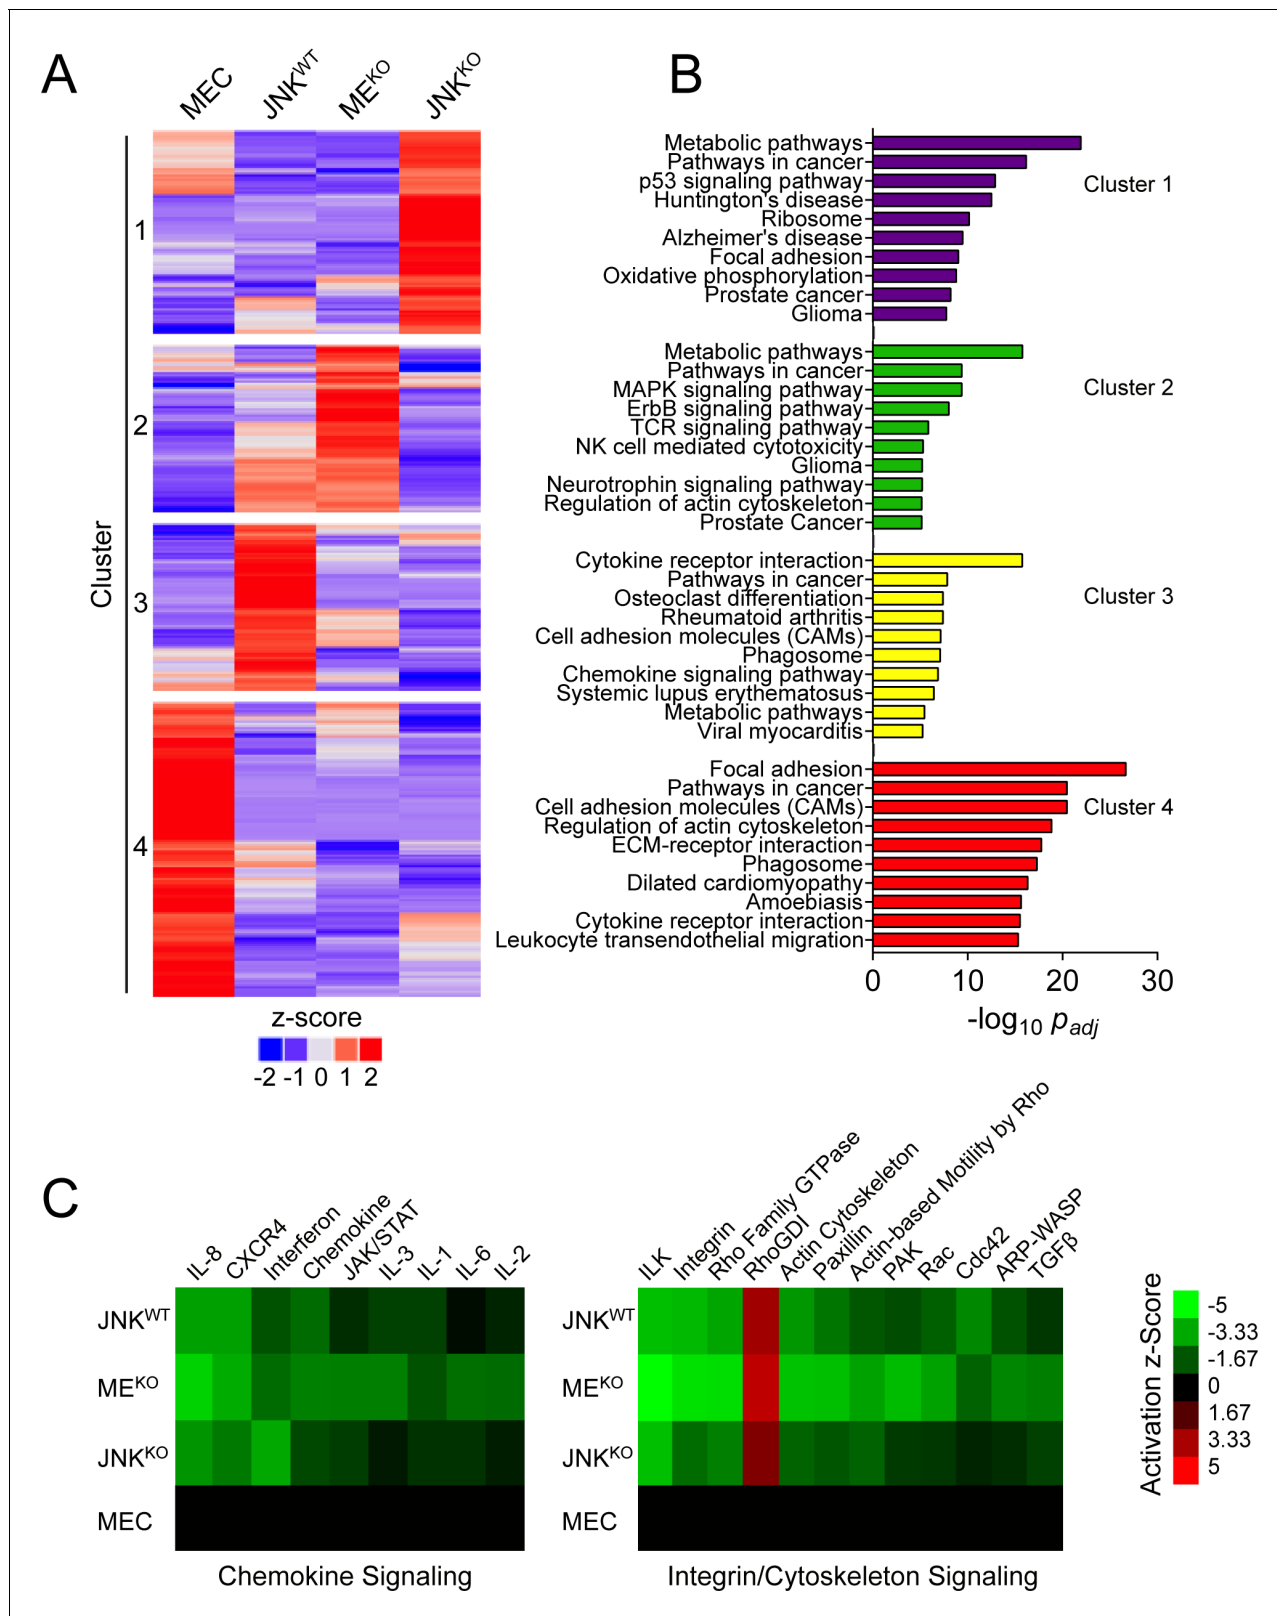 A
MEC
JNKWT
MEKO
JNKKO
Cluster
1
2
3
4
z-score
-2 -1 0 1 2
B
Metabolic pathways
Pathways in cancer
p53 signaling pathway
Huntington's disease
Ribosome
Alzheimer's disease
Focal adhesion
Oxidative phosphorylation
Prostate cancer
Glioma
Cluster 1
Metabolic pathways
Pathways in cancer
MAPK signaling pathway
ErbB signaling pathway
TCR signaling pathway
NK cell mediated cytotoxicity
Glioma
Neurotrophin signaling pathway
Regulation of actin cytoskeleton
Prostate Cancer
Cluster 2
Cytokine receptor interaction
Pathways in cancer
Osteoclast differentiation
Rheumatoid arthritis
Cell adhesion molecules (CAMs)
Phagosome
Chemokine signaling pathway
Systemic lupus erythematosus
Metabolic pathways
Viral myocarditis
Cluster 3
Focal adhesion
Pathways in cancer
Cell adhesion molecules (CAMs)
Regulation of actin cytoskeleton
ECM-receptor interaction
Phagosome
Dilated cardiomyopathy
Amoebiasis
Cytokine receptor interaction
Leukocyte transendothelial migration
Cluster 4
0 10 20 30
-log10 padj
C
IL-8
CXCR4
Interferon
Chemokine
JAK/STAT
IL-3
IL-1
IL-6
IL-2
JNKWT
MEKO
JNKKO
MEC
Chemokine Signaling
ILK
Integrin
Rho Family GTPase
RhoGDI
Actin Cytoskeleton
Paxillin
Actin-based Motility by Rho
PAK
Rac
Cdc42
ARP-WASP
TGFβ
JNKWT
MEKO
JNKKO
MEC
Integrin/Cytoskeleton Signaling
Activation z-Score
-5
-3.33
-1.67
0
1.67
3.33
5